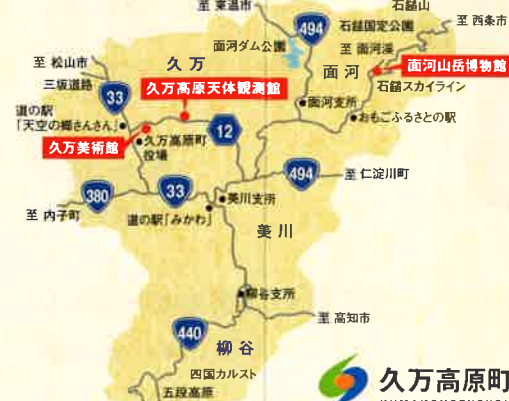 至 東温市
石鎚山
494
石鎚国定公園
至 西条市
面河ダム公園
至 面河渓
至 松山市
久万
面河
面河山岳博物館
三坂道路
33
久万高原天体観測館
石鎚スカイライン
面河支所
道の駅
「天空の郷さんさん」
12
おもごふるさとの駅
久万美術館
久万高原町
役場
494
至 仁淀川町
380
33
美川支所
至 内子町
道の駅「みかわ」
美川
柳谷支所
至 高知市
440
柳谷
四国カルスト
五段高原
久万高原町